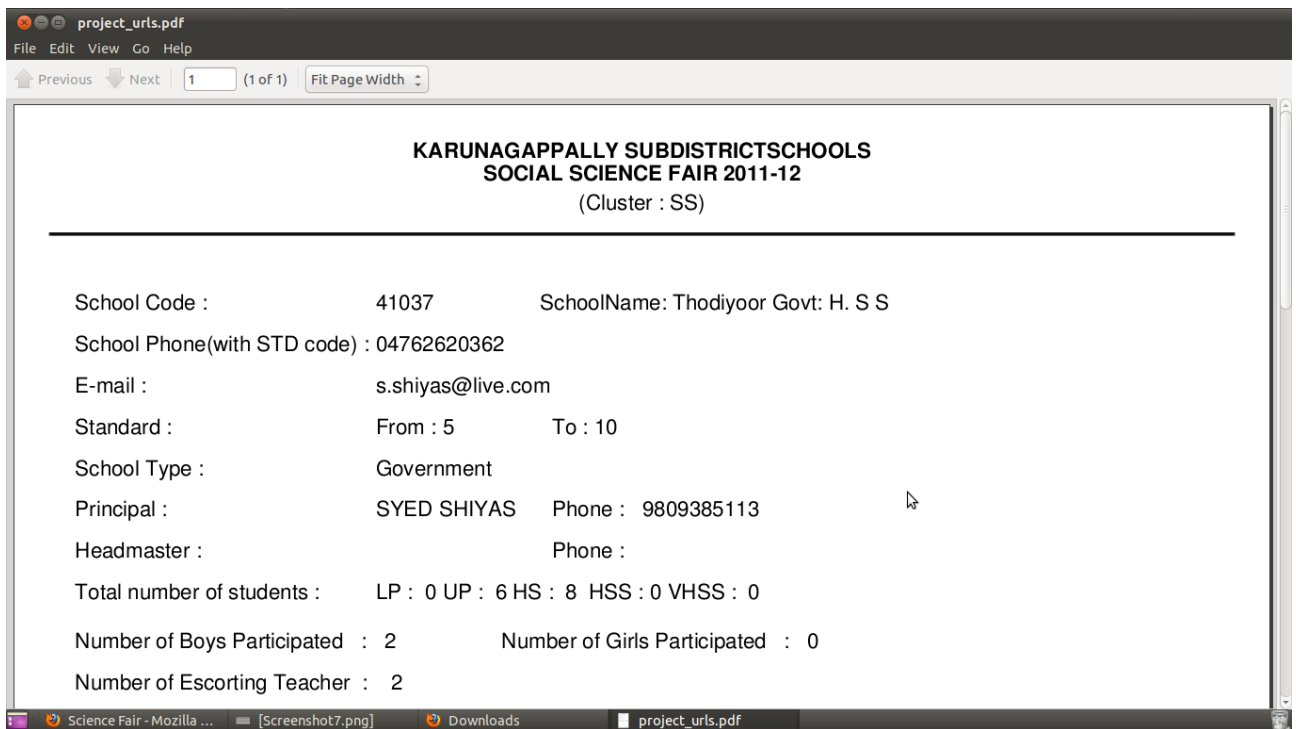 project_urls.pdf
File Edit View Go Help
Previous Next 1 (1 of 1) Fit Page Width
KARUNAGAPPALLY SUBDISTRICTSCHOOLS
SOCIAL SCIENCE FAIR 2011-12
(Cluster : SS)
School Code : 41037 SchoolName: Thodiyoor Govt: H. S S
School Phone(with STD code) : 04762620362
E-mail : s.shiyas@live.com
Standard : From : 5 To : 10
School Type : Government
Principal : SYED SHIYAS Phone : 9809385113
Headmaster : Phone :
Total number of students : LP : 0 UP : 6 HS : 8 HSS : 0 VHSS : 0
Number of Boys Participated : 2 Number of Girls Participated : 0
Number of Escorting Teacher : 2
Science Fair - Mozilla ... [Screenshot7.png] Downloads project_urls.pdf